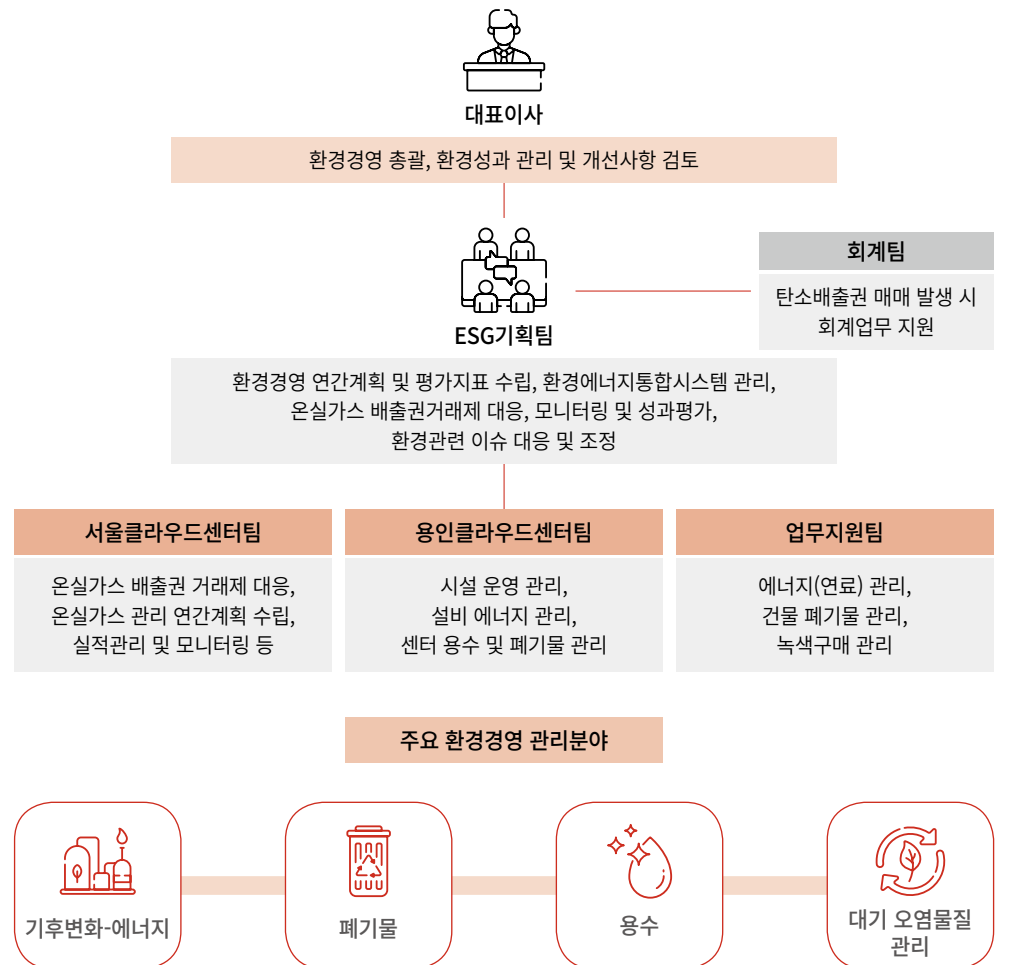 대표이사
환경경영 총괄, 환경성과 관리 및 개선사항 검토
회계팀
탄소배출권 매매 발생 시
회계업무 지원
ESG기획팀
환경경영 연간계획 및 평가지표 수립, 환경에너지통합시스템 관리,
온실가스 배출권거래제 대응, 모니터링 및 성과평가,
환경관련 이슈 대응 및 조정
서울클라우드센터팀
온실가스 배출권 거래제 대응,
온실가스 관리 연간계획 수립,
실적관리 및 모니터링 등
용인클라우드센터팀
시설 운영 관리,
설비 에너지 관리,
센터 용수 및 폐기물 관리
업무지원팀
에너지(연료) 관리,
건물 폐기물 관리,
녹색구매 관리
주요 환경경영 관리분야
기후변화-에너지
폐기물
용수
대기 오염물질
관리